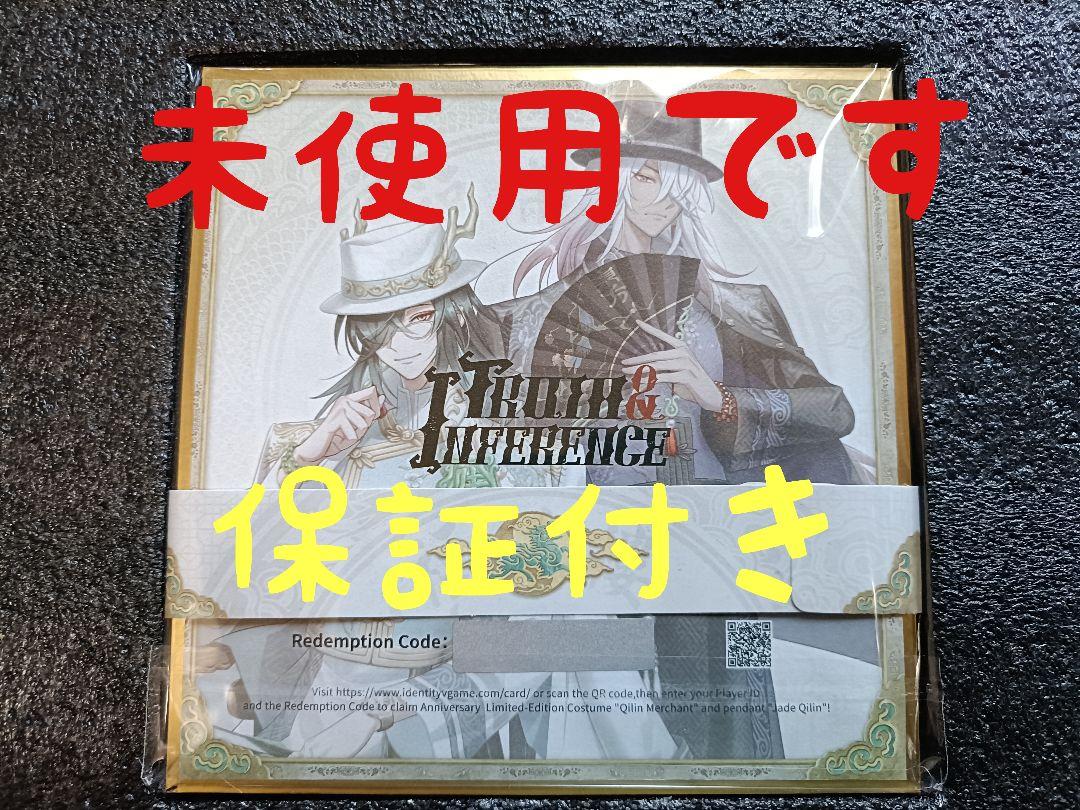 未使用です
TRUTH &
INFERENCE
保証付き
Redemption Code:
Visit https://www.identityvgame.com/card/ or scan the QR code,then enter your Player ID
and the Redemption Code to claim Anniversary Limited-Edition Costume "Qilin Merchant" and pendant "Jade Qilin"!